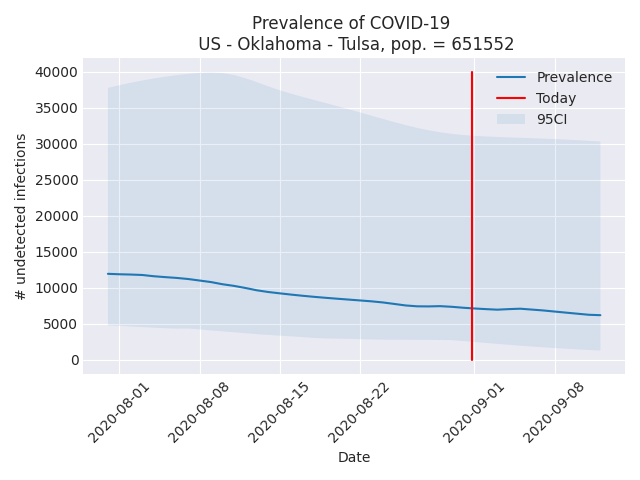 Prevalence of COVID-19
US - Oklahoma - Tulsa, pop. = 651552
# undetected infections
40000
35000
30000
25000
20000
15000
10000
5000
0
Prevalence
Today
95CI
2020-08-01
2020-08-08
2020-08-15
2020-08-22
2020-09-01
2020-09-08
Date